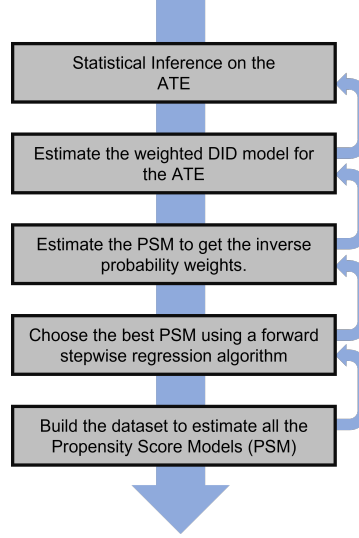 Statistical Inference on the
ATE
Estimate the weighted DID model for
the ATE
Estimate the PSM to get the inverse
probability weights.
Choose the best PSM using a forward
stepwise regression algorithm
Build the dataset to estimate all the
Propensity Score Models (PSM)